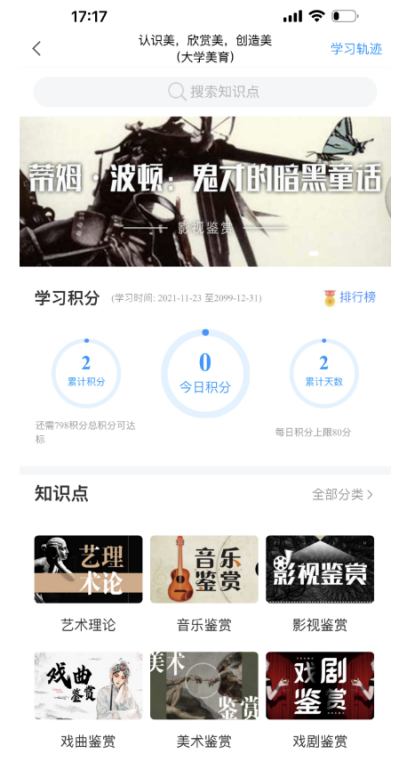 17:17
认识美，欣赏美，创造美
(大学美育)
学习轨迹
搜索知识点
蒂姆·波顿：鬼才的暗黑童话
影视鉴赏
学习积分
(学习时间: 2021-11-23 至2099-12-31)
排行榜
2
累计积分
0
今日积分
2
累计天数
还需798积分总积分可达
标
每日积分上限80分
知识点
全部分类
艺理
术论
音乐
鉴赏
影视鉴赏
艺术理论
音乐鉴赏
影视鉴赏
戏曲
鉴赏
美术
鉴赏
戏剧
鉴赏
戏曲鉴赏
美术鉴赏
戏剧鉴赏